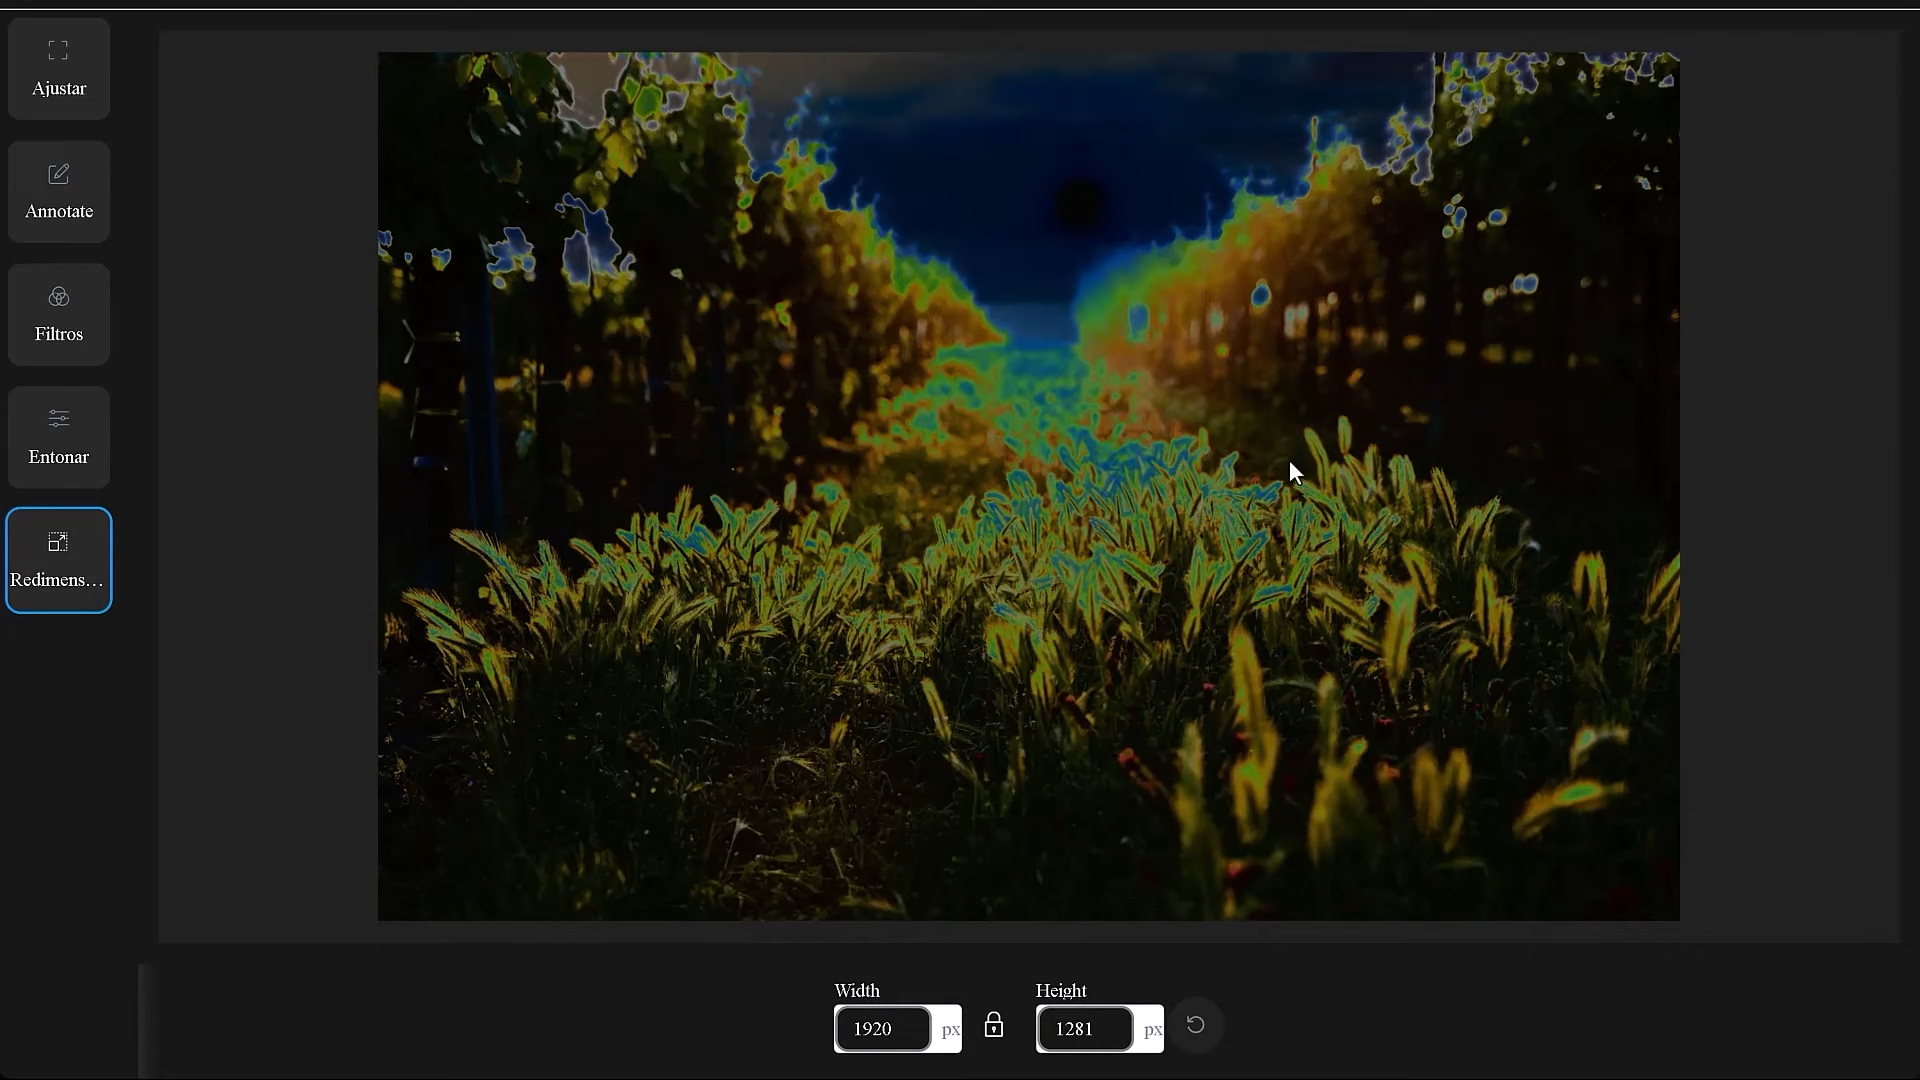 Ajustar
Annotate
Filtros
Entonar
Redimens...
Width
Height
1920 px
1281 px